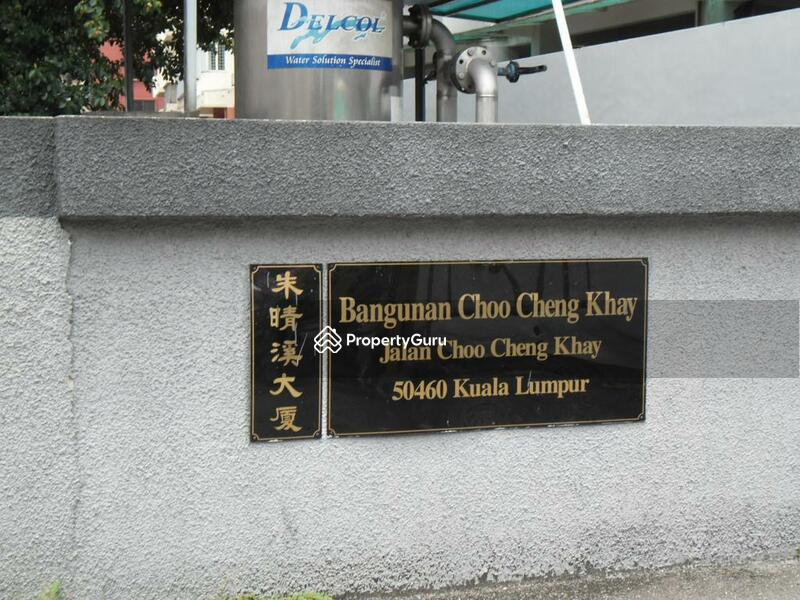 DELCOL
Water Solution Specialist
朱晴溪大廈
Bangunan Choo Cheng Khay
Jalan Choo Cheng Khay
50460 Kuala Lumpur
PropertyGuru